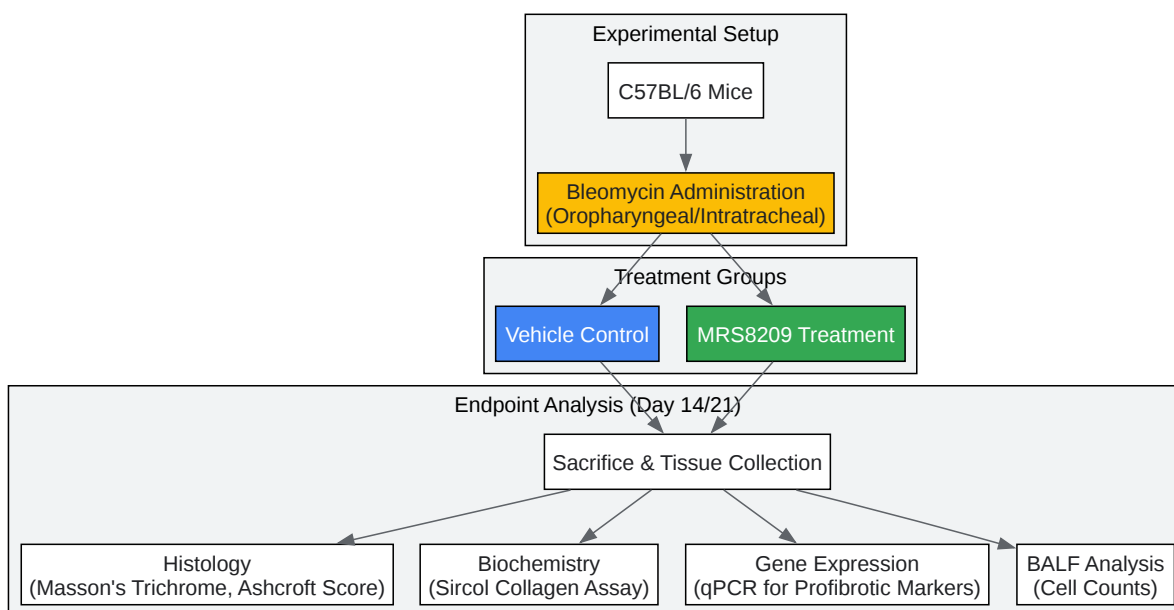 Experimental Setup
C57BL/6 Mice
Bleomycin Administration
(Oropharyngeal/Intratracheal)
Treatment Groups
Vehicle Control
MRS8209 Treatment
Endpoint Analysis (Day 14/21)
Sacrifice & Tissue Collection
Histology
(Masson's Trichrome, Ashcroft Score)
Biochemistry
(Sircol Collagen Assay)
Gene Expression
(qPCR for Profibrotic Markers)
BALF Analysis
(Cell Counts)